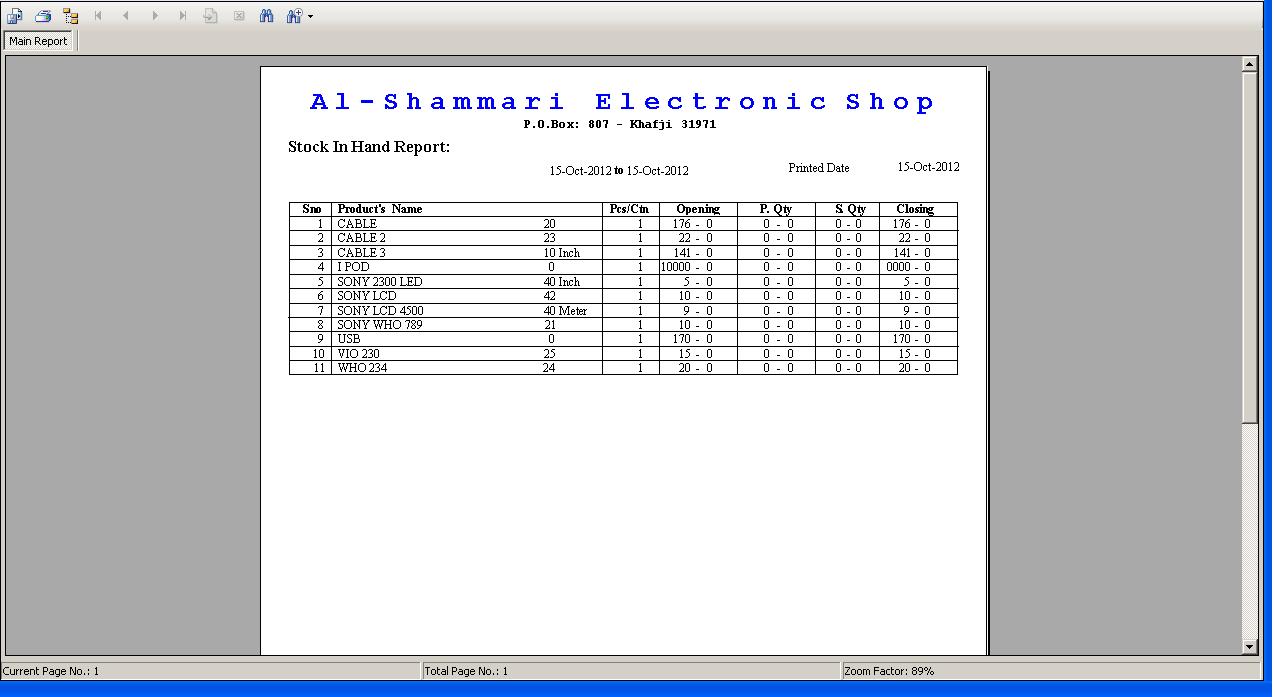 Main Report
Al-Shammari Electronic Shop
P.O.Box: 807 - Khafji 31971
Stock In Hand Report:
15-Oct-2012 to 15-Oct-2012 Printed Date 15-Oct-2012
Sno Product's Name Pcs/Ctn Opening P. Qty S. Qty Closing
1 CABLE 20 1 176 - 0 0 - 0 0 - 0 176 - 0
2 CABLE 2 23 1 22 - 0 0 - 0 0 - 0 22 - 0
3 CABLE 3 10 Inch 1 141 - 0 0 - 0 0 - 0 141 - 0
4 I POD 0 1 10000 - 0 0 - 0 0 - 0 0000 - 0
5 SONY 2300 LED 40 Inch 1 5 - 0 0 - 0 0 - 0 5 - 0
6 SONY LCD 42 1 10 - 0 0 - 0 0 - 0 10 - 0
7 SONY LCD 4500 40 Meter 1 9 - 0 0 - 0 0 - 0 9 - 0
8 SONY WHO 789 21 1 10 - 0 0 - 0 0 - 0 10 - 0
9 USB 0 1 170 - 0 0 - 0 0 - 0 170 - 0
10 VIO 230 25 1 15 - 0 0 - 0 0 - 0 15 - 0
11 WHO 234 24 1 20 - 0 0 - 0 0 - 0 20 - 0
Current Page No.: 1 Total Page No.: 1 Zoom Factor: 89%